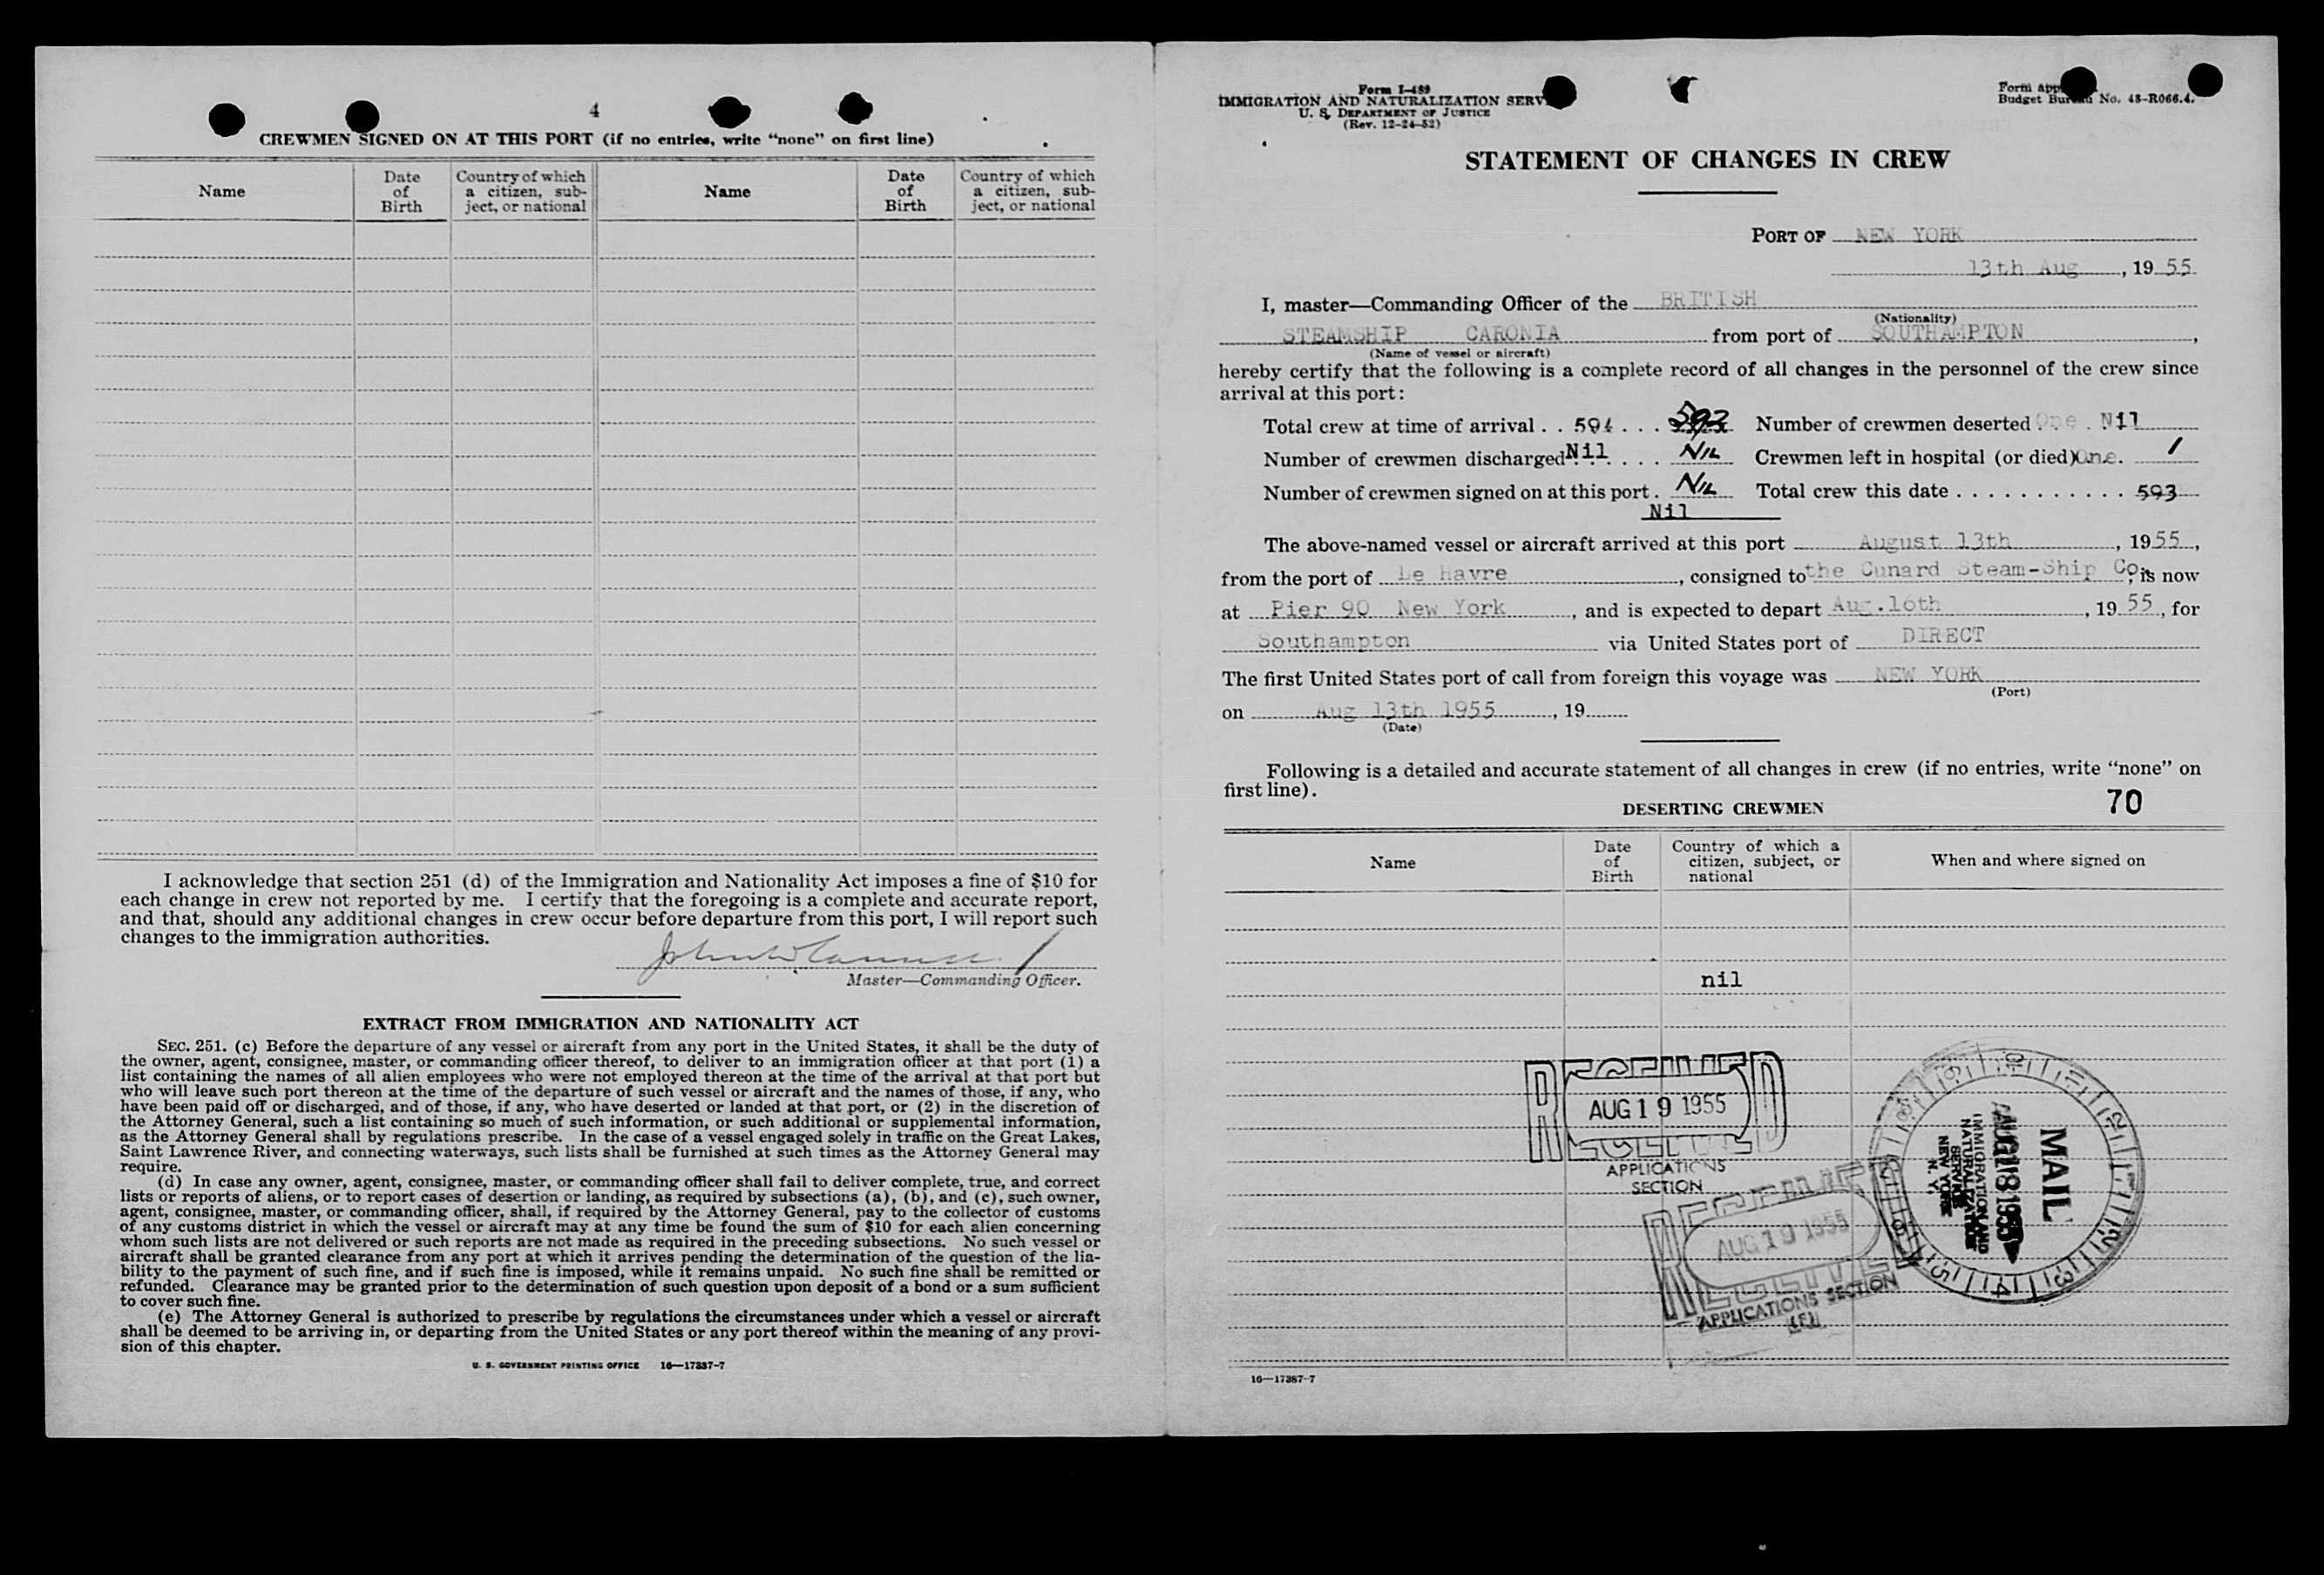 4
CREWMEN SIGNED ON AT THIS PORT (if no entries, write "none" on first line)
Name
Date of Birth
Country of which a citizen, subject, or national
Name
Date of Birth
Country of which a citizen, subject, or national
I acknowledge that section 251 (d) of the Immigration and Nationality Act imposes a fine of $10 for
each change in crew not reported by me. I certify that the foregoing is a complete and accurate report,
and that, should any additional changes in crew occur before departure from this port, I will report such
changes to the immigration authorities.
Master—Commanding Officer.
EXTRACT FROM IMMIGRATION AND NATIONALITY ACT
SEC. 251. (c) Before the departure of any vessel or aircraft from any port in the United States, it shall be the duty of
the owner, agent, consignee, master, or commanding officer thereof, to deliver to an immigration officer at that port (1) a
list containing the names of all alien employees who were not employed thereon at the time of the arrival at that port but
who will leave such port thereon at the time of the departure of such vessel or aircraft and the names of those, if any, who
have been paid off or discharged, and of those, if any, who have deserted or landed at that port, or (2) in the discretion of
the Attorney General, such a list containing so much of such information, or such additional or supplemental information,
as the Attorney General shall by regulations prescribe. In the case of a vessel engaged solely in traffic on the Great Lakes,
Saint Lawrence River, and connecting waterways, such lists shall be furnished at such times as the Attorney General may
require.
(d) In case any owner, agent, consignee, master, or commanding officer shall fail to deliver complete, true, and correct
lists or reports of aliens, or to report cases of desertion or landing, as required by subsections (a), (b), and (c), such owner,
agent, consignee, master, or commanding officer, shall, if required by the Attorney General, pay to the collector of customs
of any customs district in which the vessel or aircraft may at any time be found the sum of $10 for each alien concerning
whom such lists are not delivered or such reports are not made as required in the preceding subsections. No such vessel or
aircraft shall be granted clearance from any port at which it arrives pending the determination of the question of the lia-
bility to the payment of such fine, and if such fine is imposed, while it remains unpaid. No such fine shall be remitted or
refunded. Clearance may be granted prior to the determination of such question upon deposit of a bond or a sum sufficient
to cover such fine.
(e) The Attorney General is authorized to prescribe by regulations the circumstances under which a vessel or aircraft
shall be deemed to be arriving in, or departing from the United States or any port thereof within the meaning of any provi-
sion of this chapter.
U. S. GOVERNMENT PRINTING OFFICE 16—17387-7
Form I-489
IMMIGRATION AND NATURALIZATION SERV
U. S. DEPARTMENT OF JUSTICE
(Rev. 12-24-52)
Form app
Budget Bureau No. 43-R066.4.
STATEMENT OF CHANGES IN CREW
PORT OF NEW YORK
13th Aug, 1955
I, master—Commanding Officer of the BRITISH
(Nationality)
STEAMSHIP CARONIA from port of SOUTHAMPTON,
(Name of vessel or aircraft)
hereby certify that the following is a complete record of all changes in the personnel of the crew since
arrival at this port:
Total crew at time of arrival . . 594 . . . 593 Number of crewmen deserted One . Nil
Number of crewmen discharged Nil . . . . NIL Crewmen left in hospital (or died) One. 1
Number of crewmen signed on at this port . NIL Total crew this date . . . . . . . . . . . 593
Nil
The above-named vessel or aircraft arrived at this port August 13th, 1955,
from the port of Le Havre, consigned to the Cunard Steam-Ship Co., is now
at Pier 90 New York, and is expected to depart Aug.16th, 1955, for
Southampton via United States port of DIRECT
The first United States port of call from foreign this voyage was NEW YORK
(Port)
on Aug 13th 1955, 19
(Date)
Following is a detailed and accurate statement of all changes in crew (if no entries, write "none" on
first line).
DESERTING CREWMEN
70
Name
Date of Birth
Country of which a citizen, subject, or national
When and where signed on
nil
RECEIVED
AUG 19 1955
APPLICATIONS
SECTION
RECEIVED
AUG 19 1955
APPLICATIONS SECTION
MAIL
AUG 18 1955
IMMIGRATION AND
NATURALIZATION
SERVICE
NEW YORK
N. Y.
16—17387-7